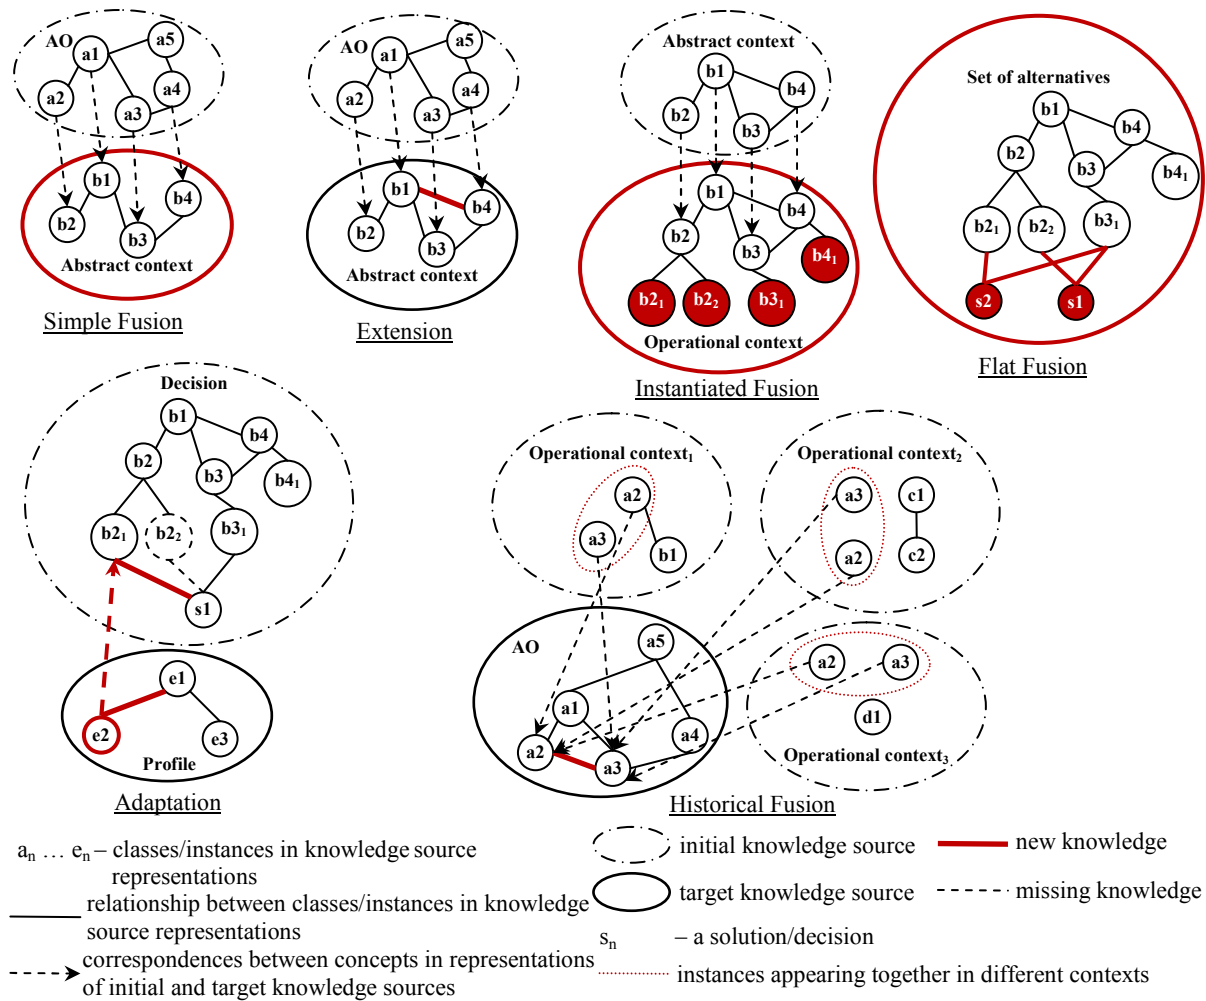 AO
a1
a5
a2
a3
a4
b1
b4
b2
b3
Abstract context
Simple Fusion
AO
a1
a5
a2
a3
a4
b1
b4
b2
b3
Abstract context
Extension
Abstract context
b1
b4
b2
b3
b1
b4
b2
b3
b4₁
b2₁
b2₂
b3₁
Operational context
Instantiated Fusion
Set of alternatives
b1
b4
b2
b3
b4₁
b2₁
b2₂
b3₁
s2
s1
Flat Fusion
Decision
b1
b4
b2
b3
b4₁
b2₁
b2₂
b3₁
s1
e1
e2
e3
Profile
Adaptation
Operational context₁
a2
a3
b1
Operational context₂
a3
c1
a2
c2
AO
a5
a1
a4
a2
a3
a2
a3
d1
Operational context₃
Historical Fusion
aₙ … eₙ – classes/instances in knowledge source
representations
relationship between classes/instances in knowledge
source representations
correspondences between concepts in representations
of initial and target knowledge sources
initial knowledge source
new knowledge
target knowledge source
missing knowledge
sₙ – a solution/decision
instances appearing together in different contexts